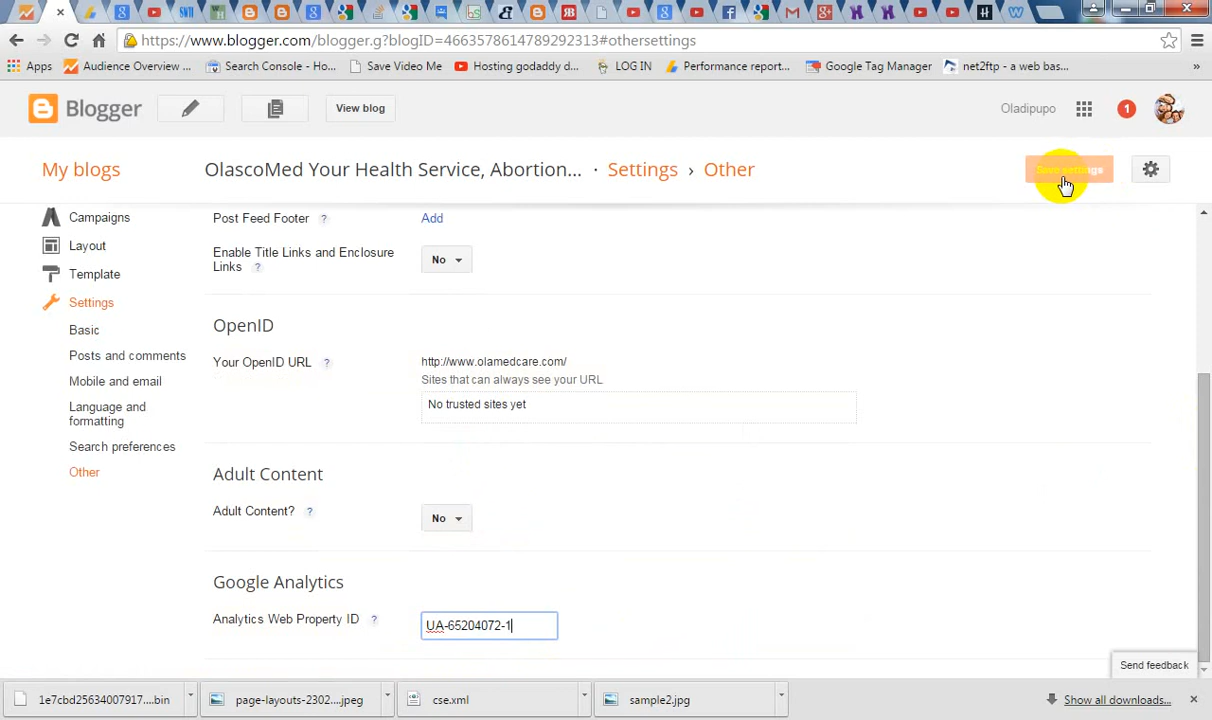 https://www.blogger.com/blogger.g?blogID=4663578614789292313#othersettings
Apps
Audience Overview ...
Search Console - Ho...
Save Video Me
Hosting godaddy d...
LOG IN
Performance report...
Google Tag Manager
net2ftp - a web bas...
»
Blogger
View blog
Oladipupo
1
My blogs
OlascoMed Your Health Service, Abortion... · Settings › Other
Save settings
Campaigns
Layout
Template
Settings
Basic
Posts and comments
Mobile and email
Language and
formatting
Search preferences
Other
Post Feed Footer ?
Add
Enable Title Links and Enclosure
Links ?
No
OpenID
Your OpenID URL ?
http://www.olamedcare.com/
Sites that can always see your URL
No trusted sites yet
Adult Content
Adult Content? ?
No
Google Analytics
Analytics Web Property ID ?
UA-65204072-1
Send feedback
1e7cbd25634007917....bin
page-layouts-2302....jpeg
cse.xml
sample2.jpg
Show all downloads...